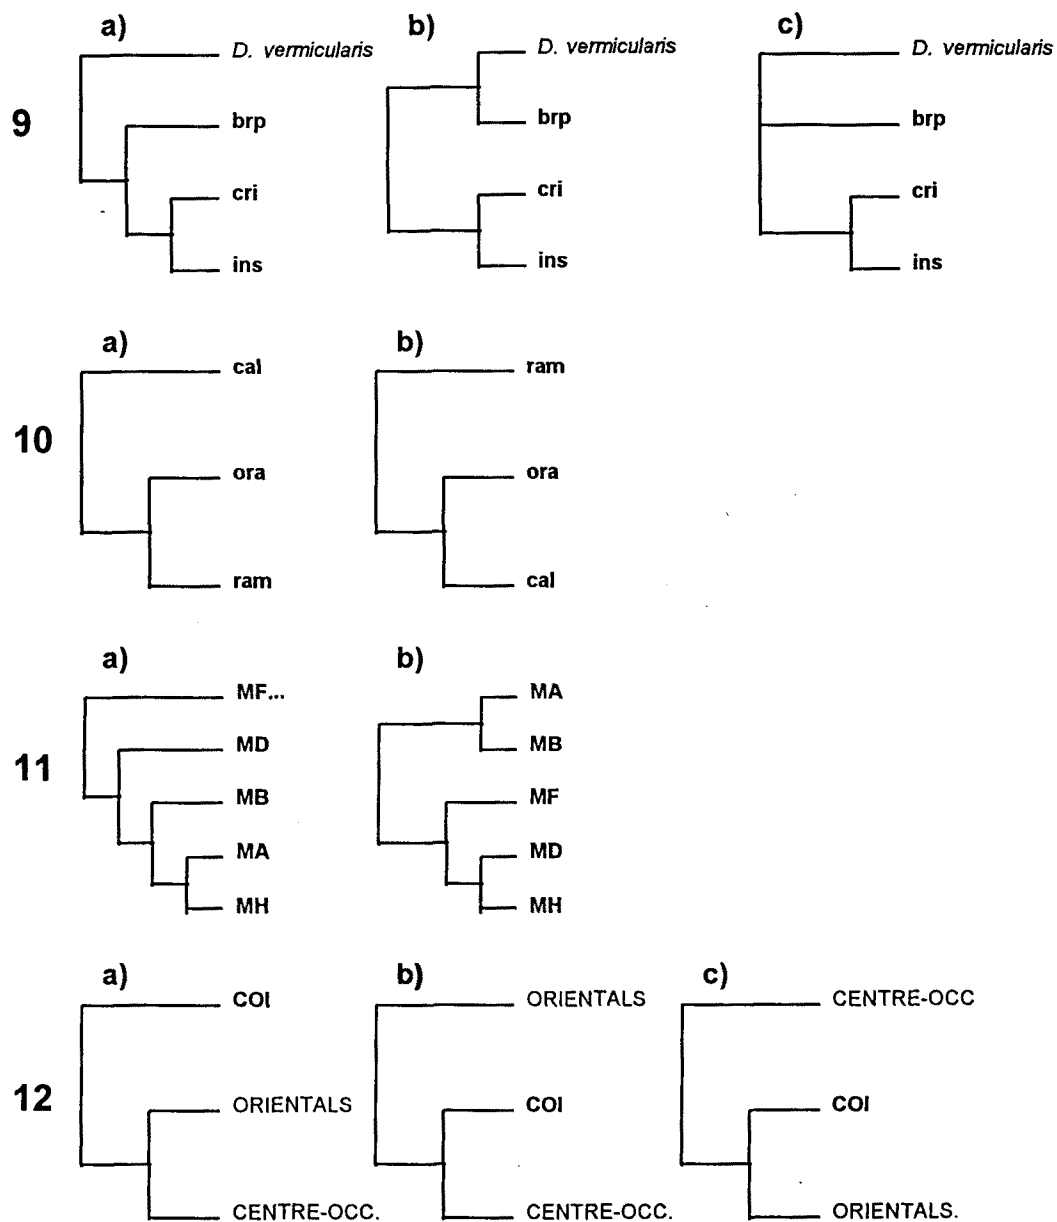 a) b) c)
D. vermicularis D. vermicularis D. vermicularis
9
brp brp brp
cri cri cri
ins ins ins
a) b)
cal ram
10
ora ora
ram cal
a) b)
MF... MA
MD MB
11
MB MF
MA MD
MH MH
a) b) c)
COI ORIENTALS CENTRE-OCC
12
ORIENTALS COI COI
CENTRE-OCC. CENTRE-OCC. ORIENTALS.